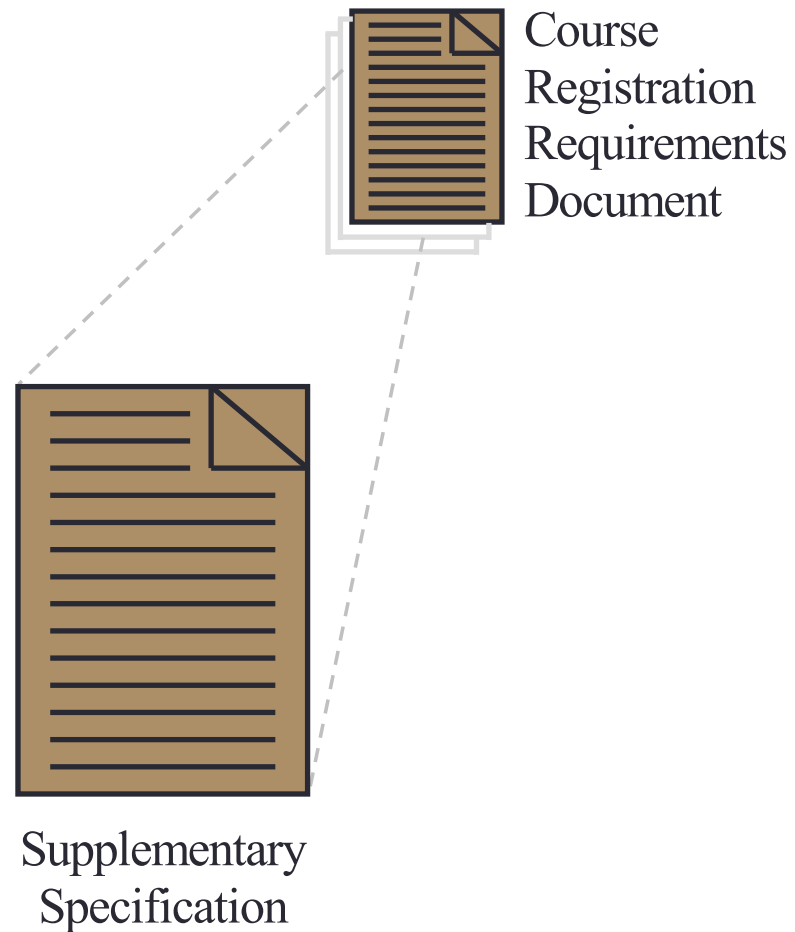 Course
Registration
Requirements
Document
Supplementary
Specification